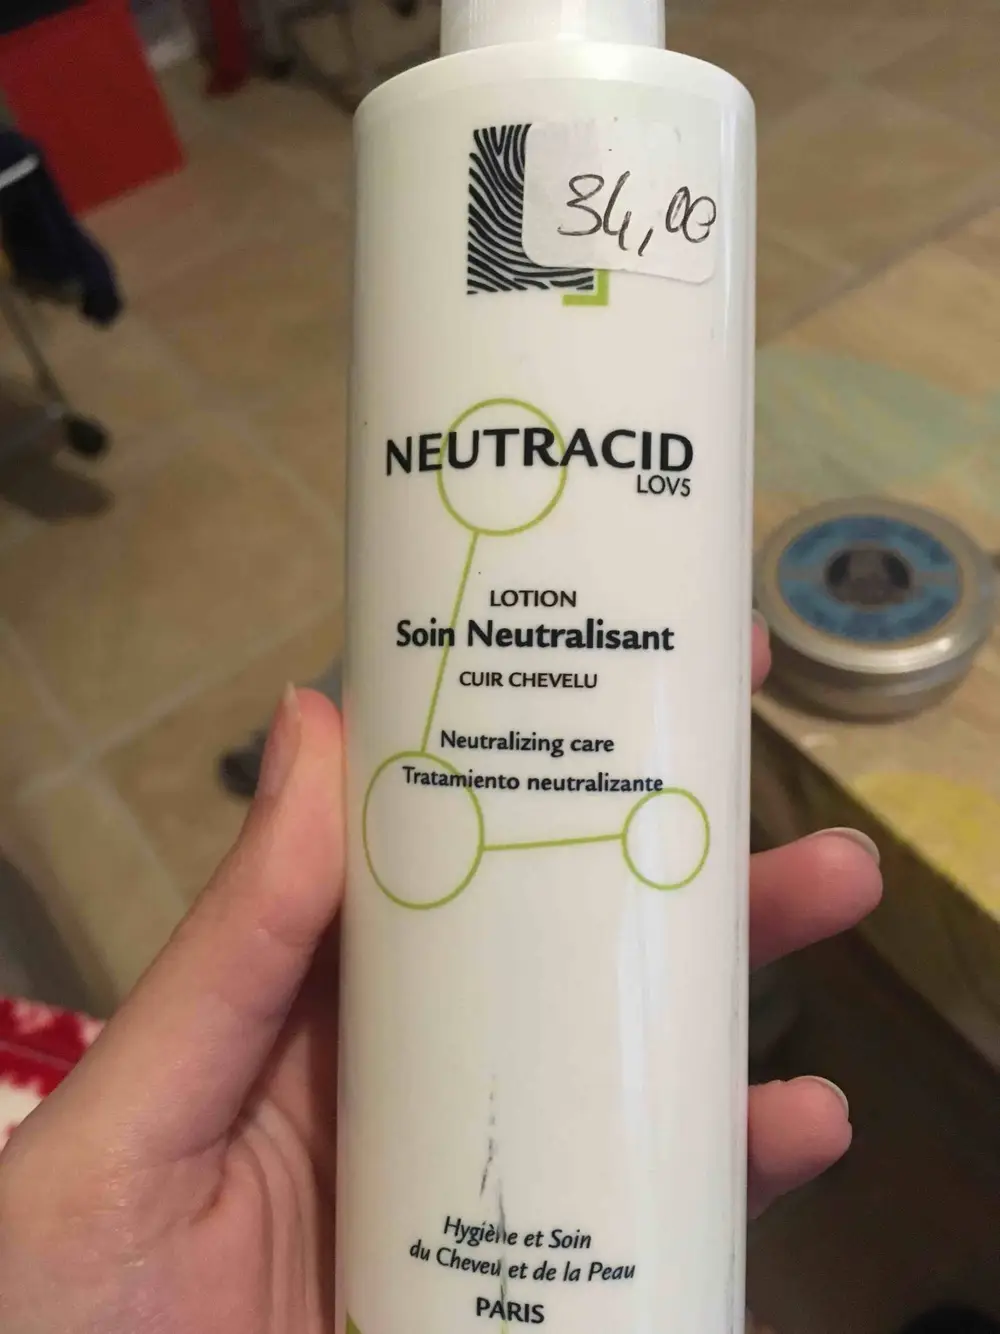 34,00
NEUTRACID
LOVS
LOTION
Soin Neutralisant
CUIR CHEVELU
Neutralizing care
Tratamiento neutralizante
Hygiène et Soin
du Cheveu et de la Peau
PARIS